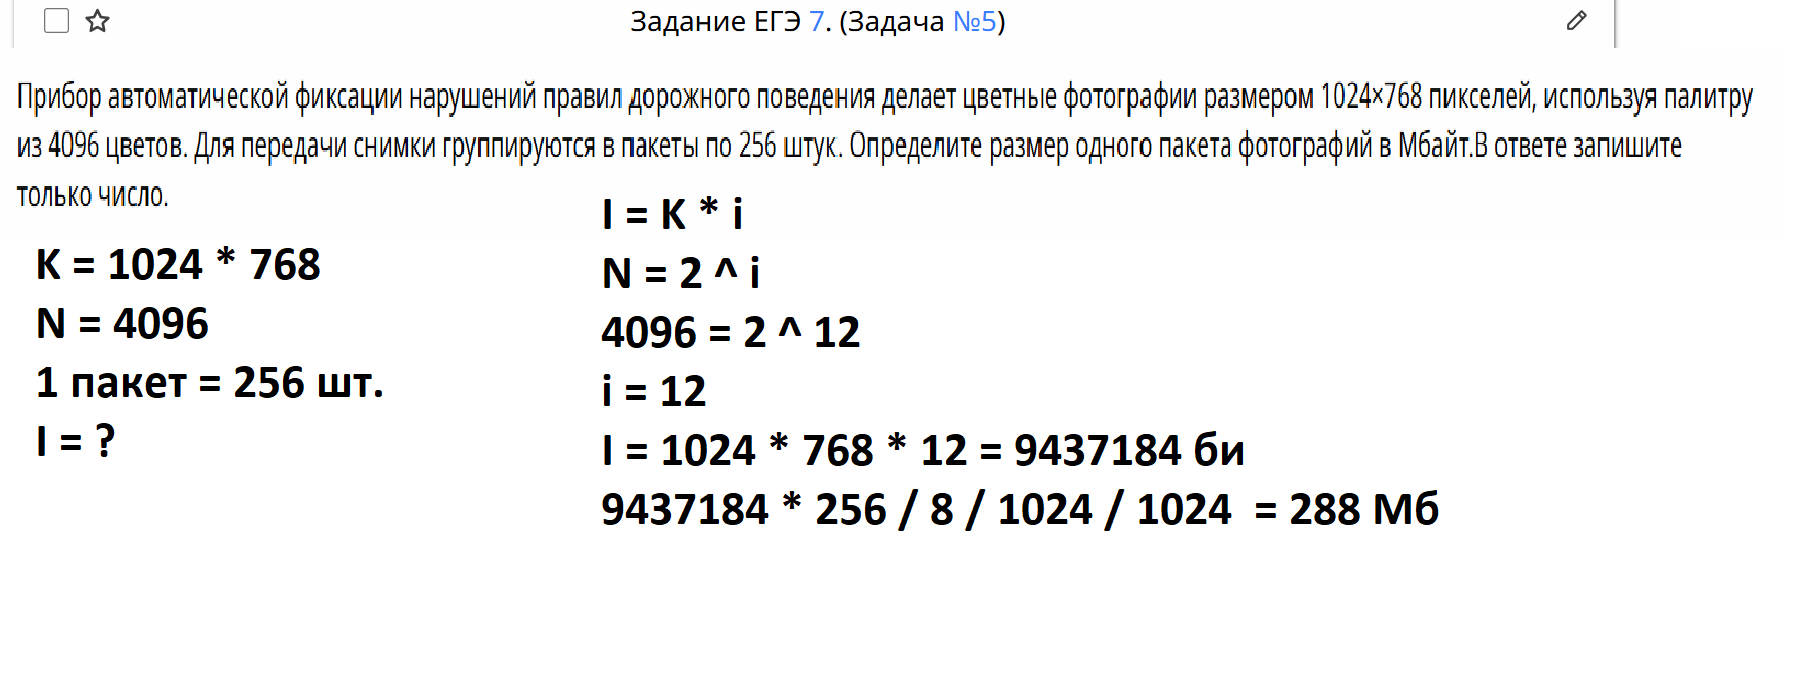 Задание ЕГЭ 7. (Задача №5)
Прибор автоматической фиксации нарушений правил дорожного поведения делает цветные фотографии размером 1024×768 пикселей, используя палитру
из 4096 цветов. Для передачи снимки группируются в пакеты по 256 штук. Определите размер одного пакета фотографий в Мбайт.В ответе запишите
только число.
K = 1024 * 768
N = 4096
1 пакет = 256 шт.
I = ?
I = K * i
N = 2 ^ i
4096 = 2 ^ 12
i = 12
I = 1024 * 768 * 12 = 9437184 би
9437184 * 256 / 8 / 1024 / 1024 = 288 Мб